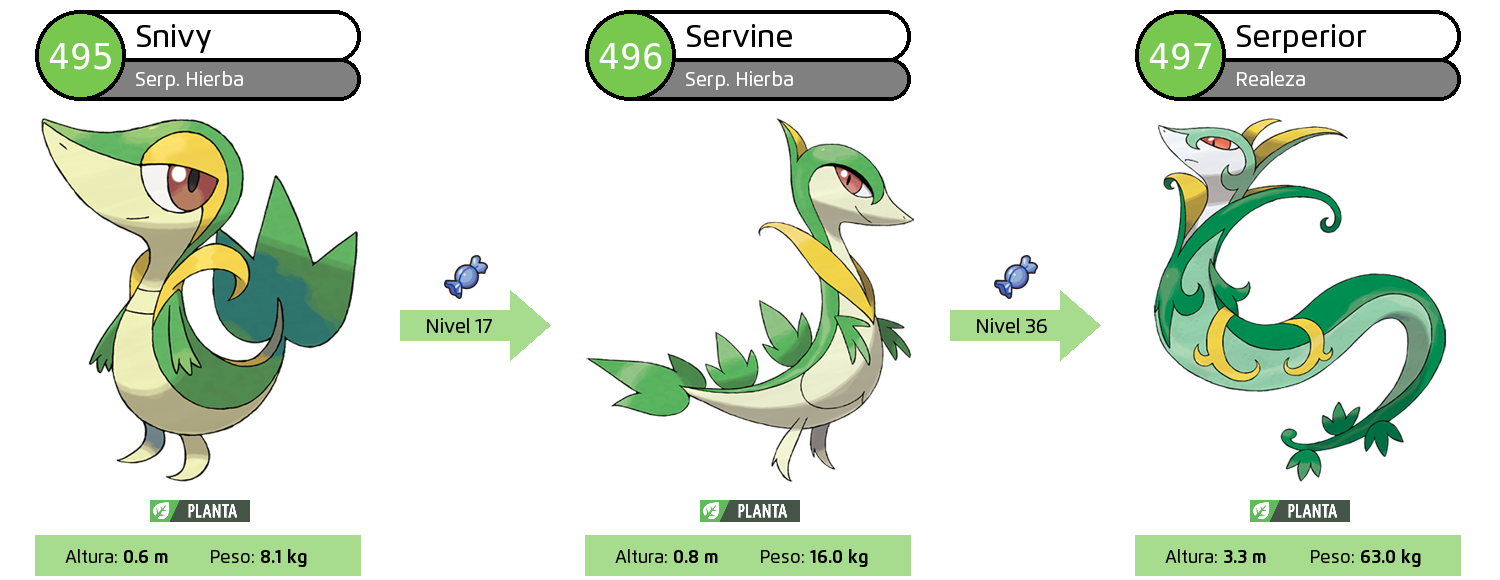 495
Snivy
Serp. Hierba
496
Servine
Serp. Hierba
497
Serperior
Realeza
Nivel 17
Nivel 36
PLANTA
PLANTA
PLANTA
Altura: 0.6 m Peso: 8.1 kg
Altura: 0.8 m Peso: 16.0 kg
Altura: 3.3 m Peso: 63.0 kg